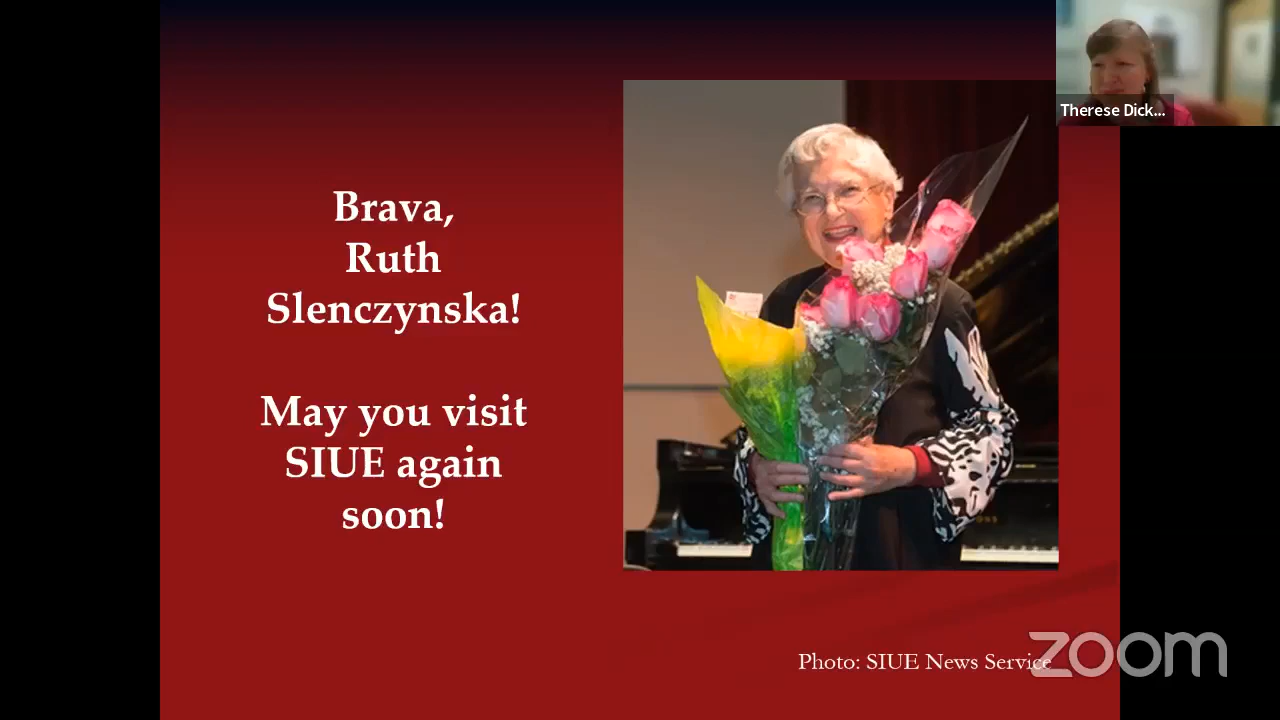 Brava,
Ruth
Slenczynska!
May you visit
SIUE again
soon!
Photo: SIUE News Service
Therese Dick...
zoom